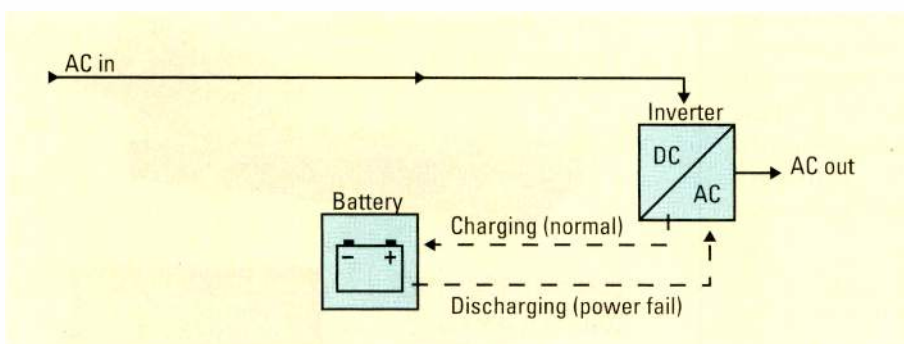 AC in
Inverter
DC
AC
AC out
Battery
- +
Charging (normal)
Discharging (power fail)